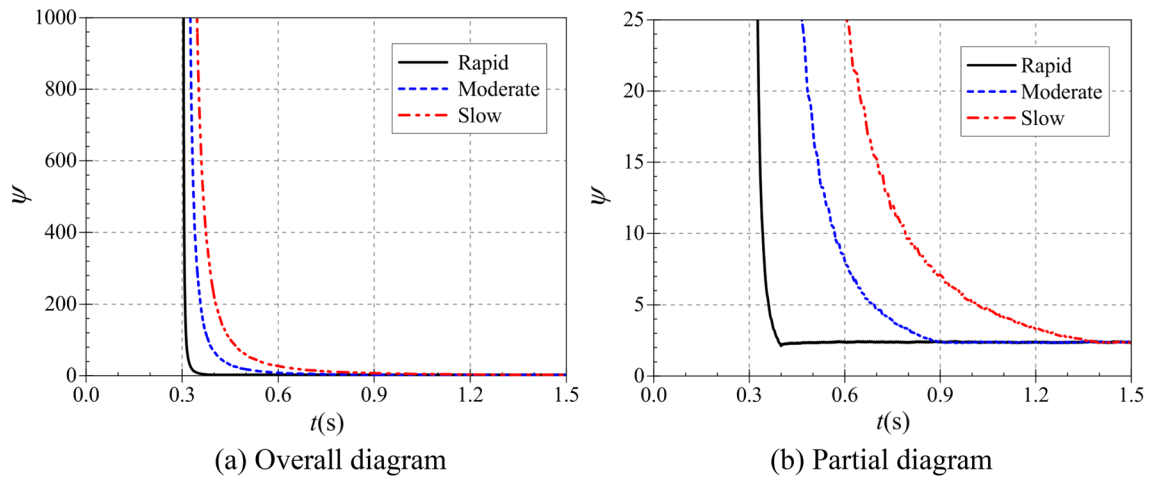 1000
800
600
400
200
0
ψ
Rapid
Moderate
Slow
0.0 0.3 0.6 0.9 1.2 1.5
t(s)
(a) Overall diagram
25
20
15
10
5
0
ψ
Rapid
Moderate
Slow
0.0 0.3 0.6 0.9 1.2 1.5
t(s)
(b) Partial diagram